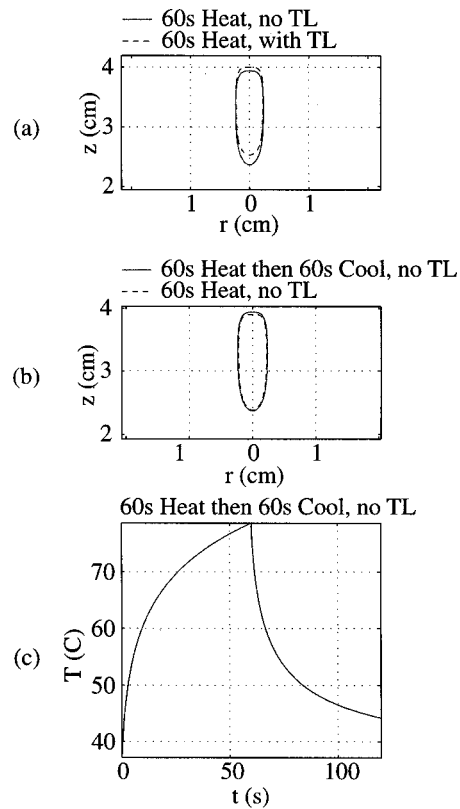 60s Heat, no TL
60s Heat, with TL
(a)
z (cm)
4
3
2
1 0 1
r (cm)
60s Heat then 60s Cool, no TL
60s Heat, no TL
(b)
z (cm)
4
3
2
1 0 1
r (cm)
60s Heat then 60s Cool, no TL
(c)
T (C)
70
60
50
40
0 50 100
t (s)